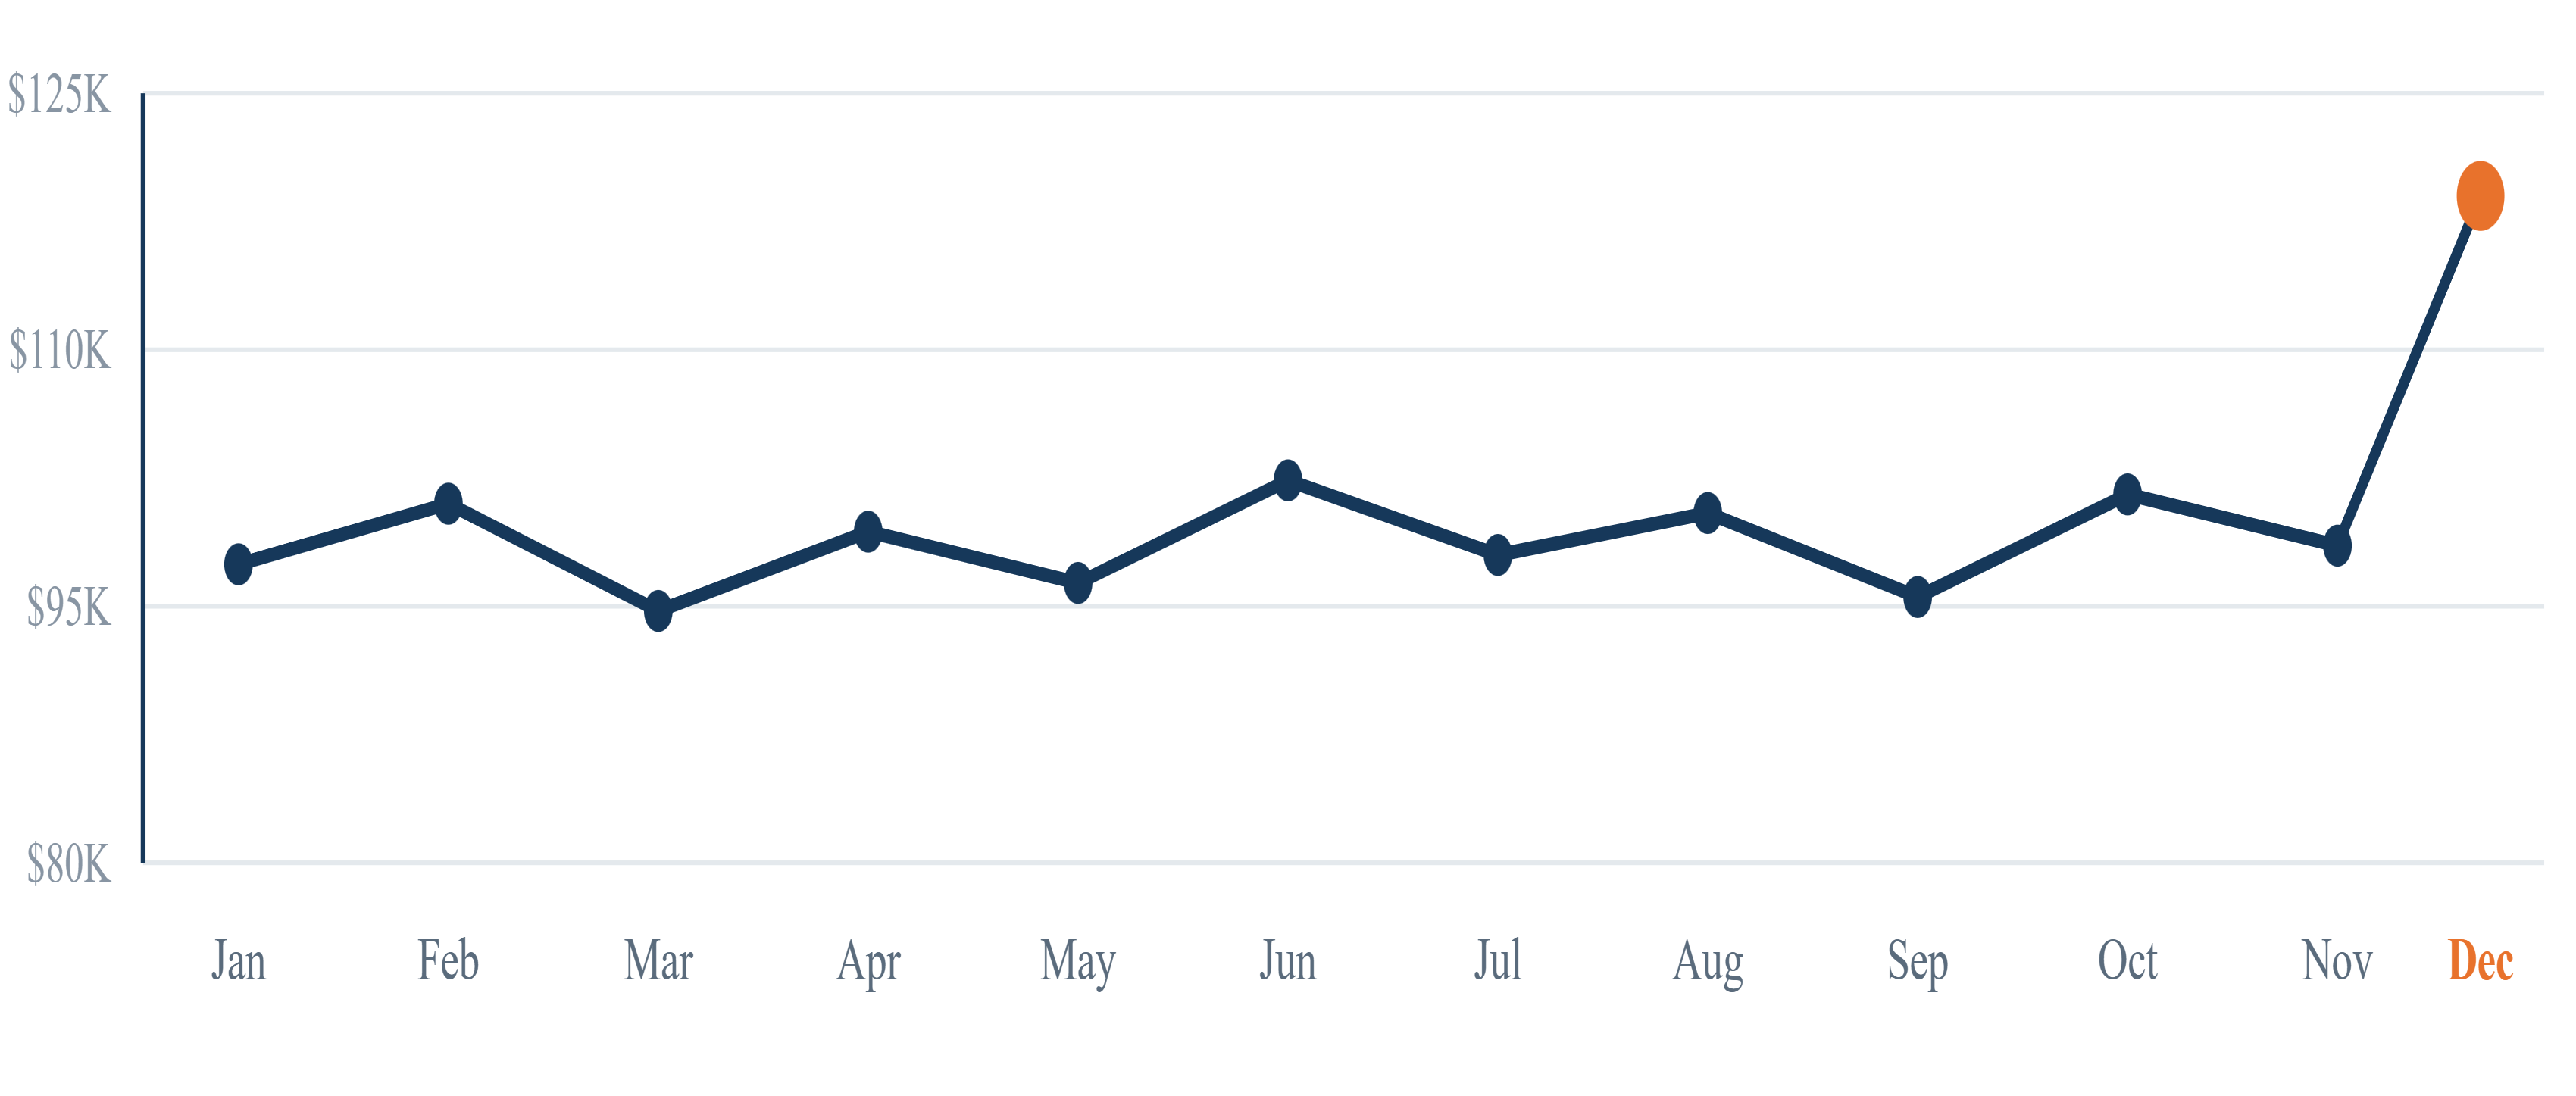 $125K
$110K
$95K
$80K
Jan Feb Mar Apr May Jun Jul Aug Sep Oct Nov Dec